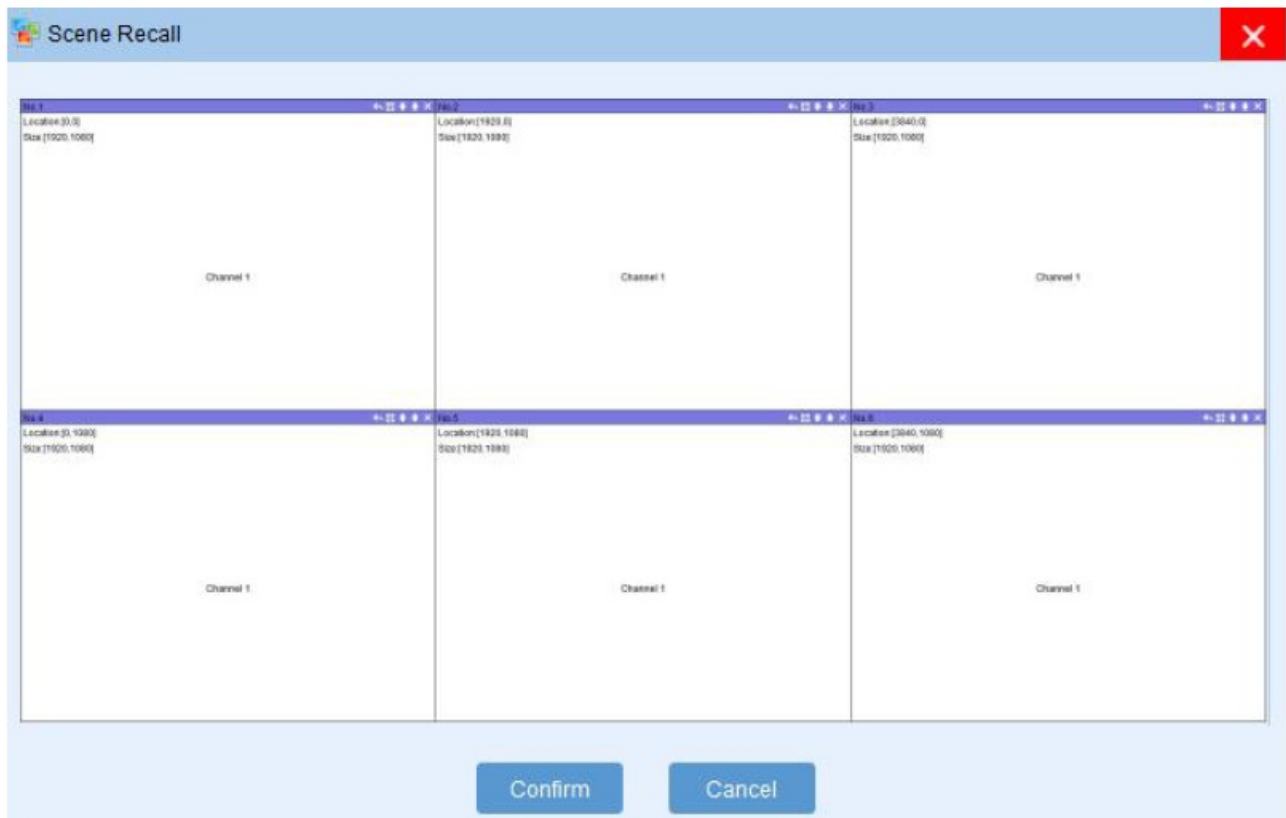 Scene Recall
No.1
Location:[0,0]
Size:[1920,1080]
Channel 1
No.2
Location:[1920,0]
Size:[1920,1080]
Channel 1
No.3
Location:[3840,0]
Size:[1920,1080]
Channel 1
No.4
Location:[0,1080]
Size:[1920,1080]
Channel 1
No.5
Location:[1920,1080]
Size:[1920,1080]
Channel 1
No.6
Location:[3840,1080]
Size:[1920,1080]
Channel 1
Confirm
Cancel